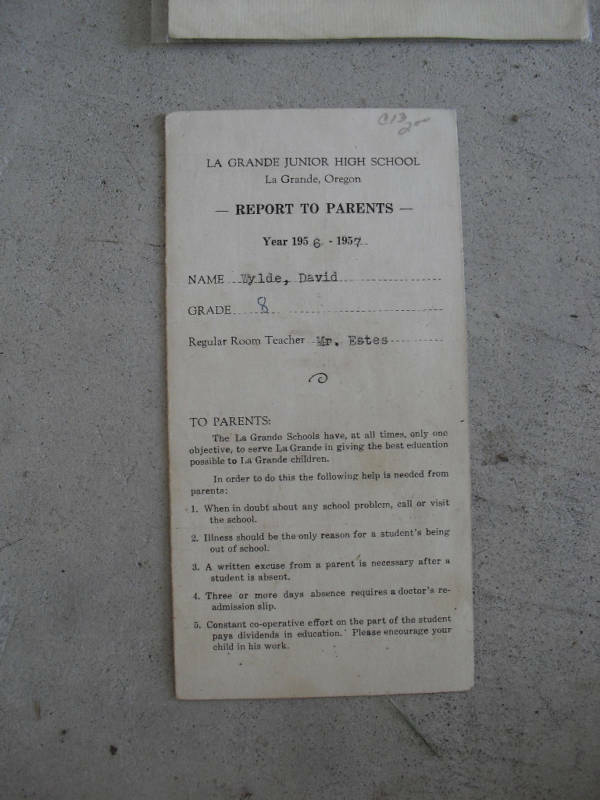 LA GRANDE JUNIOR HIGH SCHOOL
La Grande, Oregon
— REPORT TO PARENTS —
Year 1956 - 1957
NAME Wylde, David
GRADE 8
Regular Room Teacher Mr. Estes
TO PARENTS:
The La Grande Schools have, at all times, only one
objective, to serve La Grande in giving the best education
possible to La Grande children.
In order to do this the following help is needed from
parents:
1. When in doubt about any school problem, call or visit
the school.
2. Illness should be the only reason for a student's being
out of school.
3. A written excuse from a parent is necessary after a
student is absent.
4. Three or more days absence requires a doctor's re-
admission slip.
5. Constant co-operative effort on the part of the student
pays dividends in education. Please encourage your
child in his work.